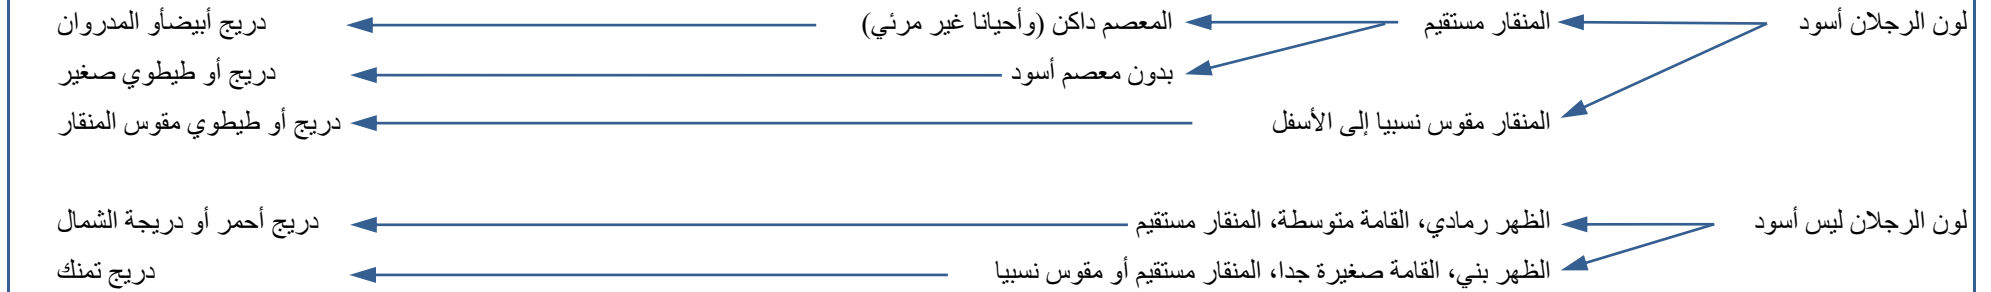 لون الرجلان أسود المنقار مستقيم المعصم داكن (وأحيانا غير مرئي) دريج أبيضأو المدروان
بدون معصم أسود دريج أو طيطوي صغير
المنقار مقوس نسبيا إلى الأسفل دريج أو طيطوي مقوس المنقار
لون الرجلان ليس أسود الظهر رمادي، القامة متوسطة، المنقار مستقيم دريج أحمر أو دريجة الشمال
الظهر بني، القامة صغيرة جدا، المنقار مستقيم أو مقوس نسبيا دريج تمنك